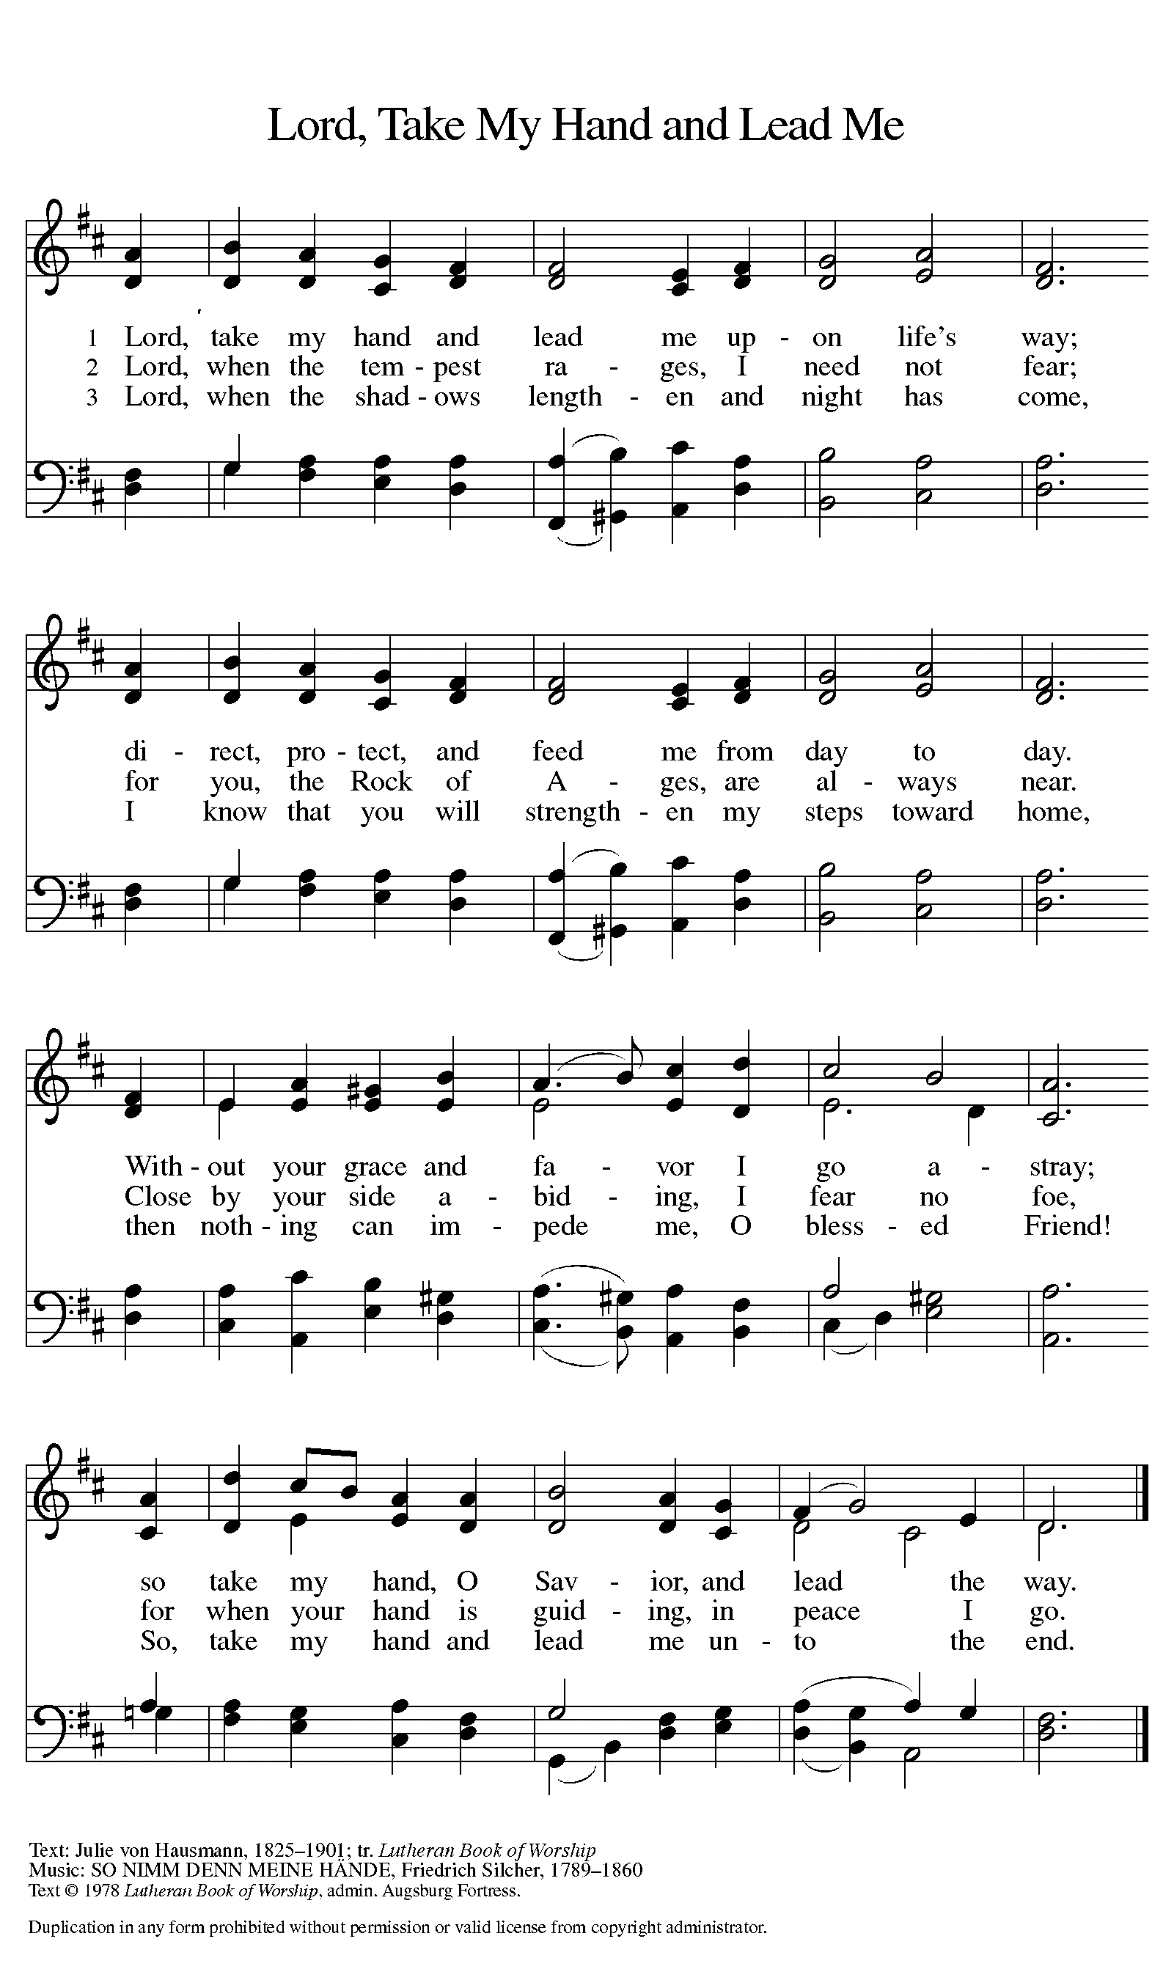 Lord, Take My Hand and Lead Me
1 Lord, take my hand and lead me up - on life's way;
2 Lord, when the tem - pest ra - ges, I need not fear;
3 Lord, when the shad - ows length - en and night has come,
di - rect, pro - tect, and feed me from day to day.
for you, the Rock of A - ges, are al - ways near.
I know that you will strength - en my steps toward home,
With - out your grace and fa - vor I go a - stray;
Close by your side a - bid - ing, I fear no foe,
then noth - ing can im - pede me, O bless - ed Friend!
so take my hand, O Sav - ior, and lead the way.
for when your hand is guid - ing, in peace I go.
So, take my hand and lead me un - to the end.
Text: Julie von Hausmann, 1825–1901; tr. Lutheran Book of Worship
Music: SO NIMM DENN MEINE HÄNDE, Friedrich Silcher, 1789–1860
Text © 1978 Lutheran Book of Worship, admin. Augsburg Fortress.
Duplication in any form prohibited without permission or valid license from copyright administrator.